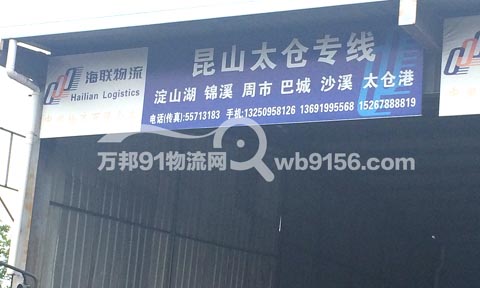 海联物流
Hailian Logistics
昆山太仓专线
淀山湖 锦溪 周市 巴城 沙溪 太仓港
电话(传真):55713183 手机:13250958126 13691995568 15267888819
万邦91物流网 wb9156.com